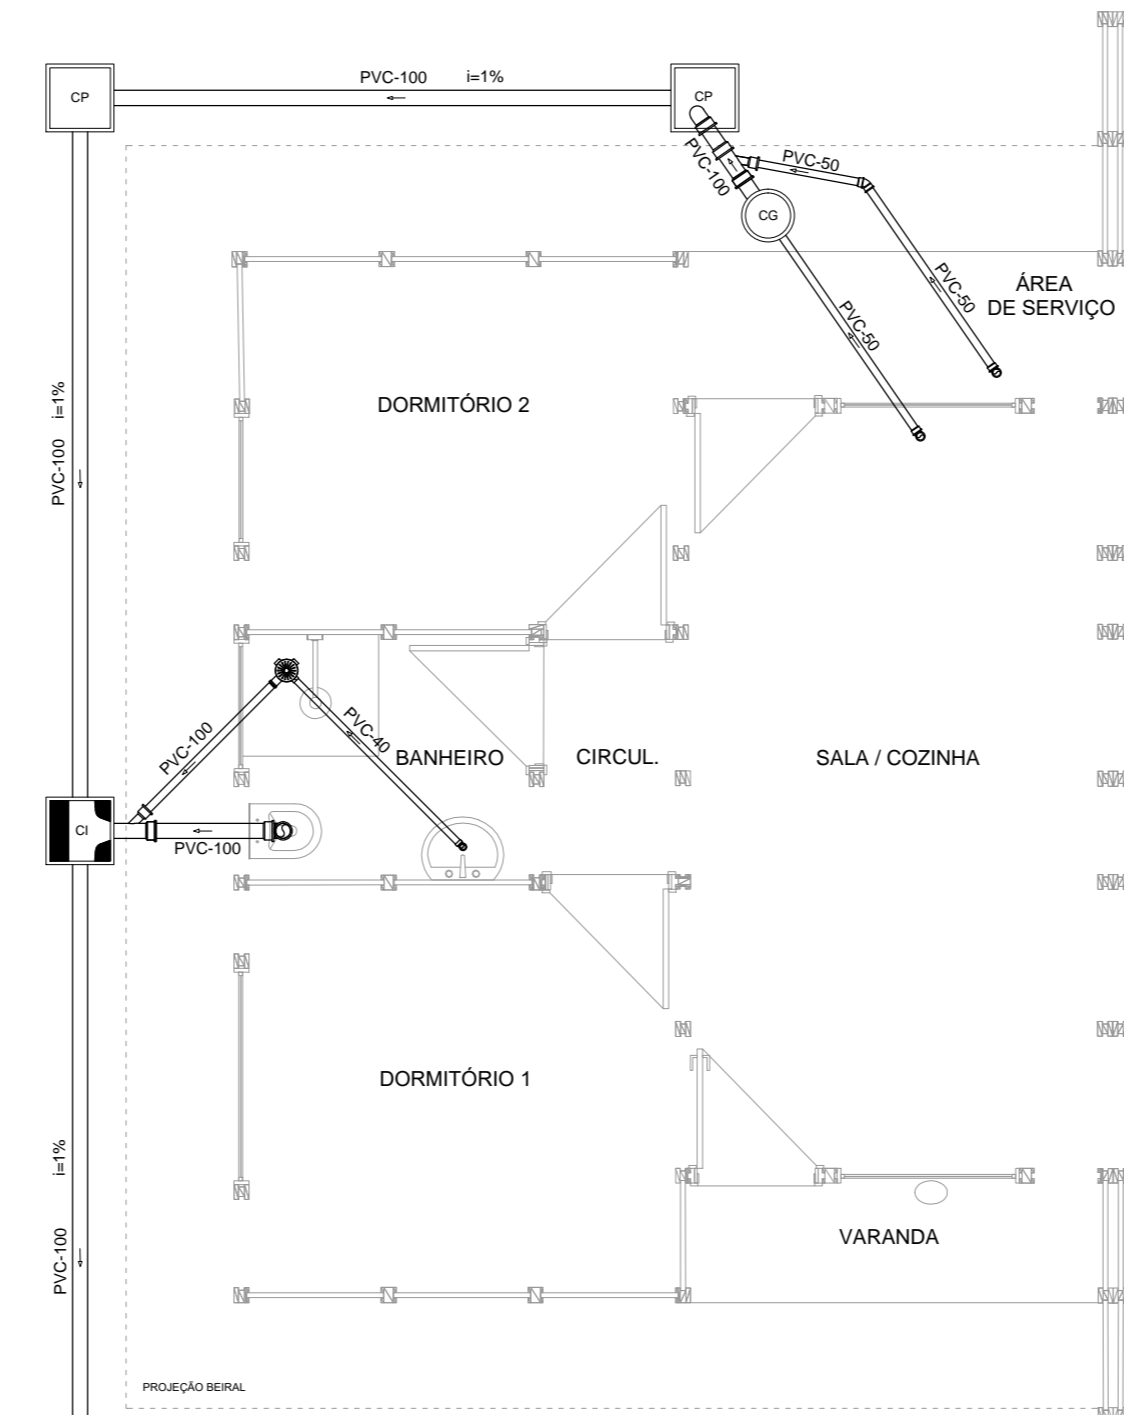 PVC-100 i=1%
CP
CP
PVC-50
PVC-100
CG
PVC-50
ÁREA
DE SERVIÇO
PVC-50
PVC-100 i=1%
DORMITÓRIO 2
PVC-40
PVC-100
BANHEIRO
CIRCUL.
SALA / COZINHA
CI
PVC-100
DORMITÓRIO 1
PVC-100 i=1%
VARANDA
PROJEÇÃO BEIRAL